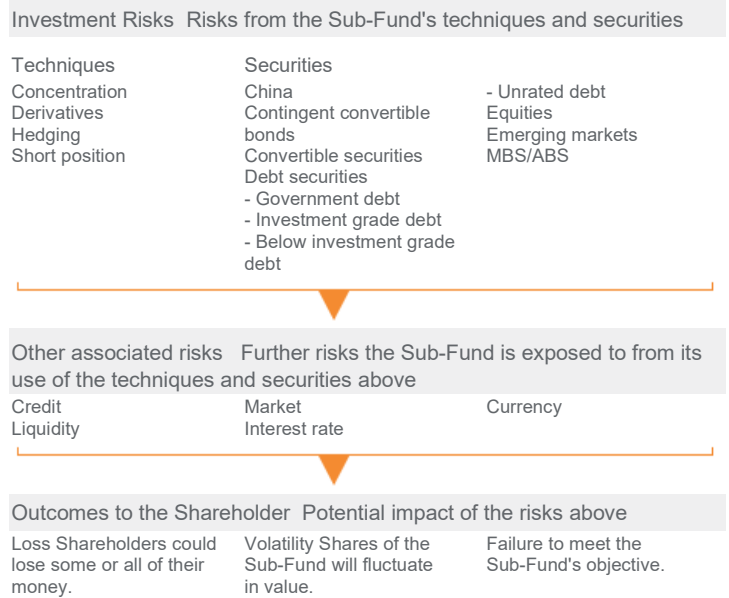 Investment Risks Risks from the Sub-Fund's techniques and securities
Techniques
Concentration
Derivatives
Hedging
Short position
Securities
China
Contingent convertible
bonds
Convertible securities
Debt securities
- Government debt
- Investment grade debt
- Below investment grade
debt
- Unrated debt
Equities
Emerging markets
MBS/ABS
Other associated risks Further risks the Sub-Fund is exposed to from its
use of the techniques and securities above
Credit
Liquidity
Market
Interest rate
Currency
Outcomes to the Shareholder Potential impact of the risks above
Loss Shareholders could
lose some or all of their
money.
Volatility Shares of the
Sub-Fund will fluctuate
in value.
Failure to meet the
Sub-Fund's objective.